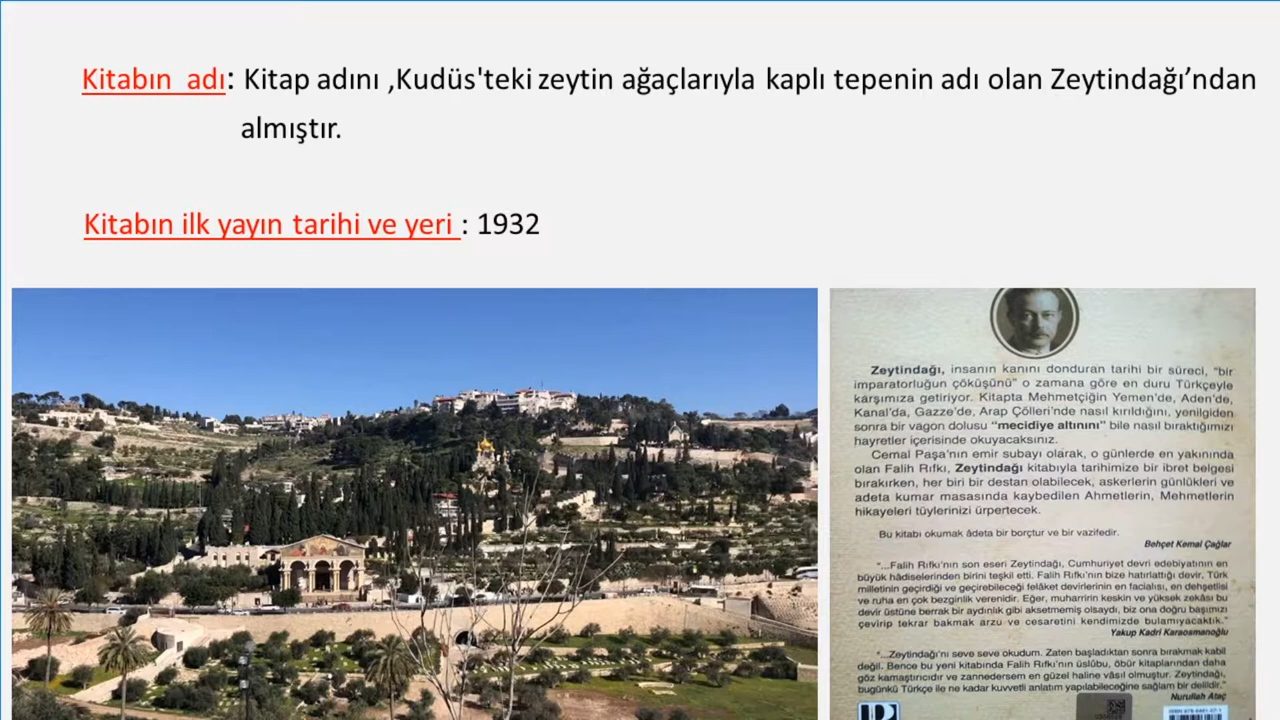 Kitabın adı: Kitap adını ,Kudüs'teki zeytin ağaçlarıyla kaplı tepenin adı olan Zeytindağı’ndan
almıştır.
Kitabın ilk yayın tarihi ve yeri : 1932
Zeytindağı, insanın kanını donduran tarihi bir süreci, "bir
imparatorluğun çöküşünü" o zamana göre en duru Türkçeyle
karşımıza getiriyor. Kitapta Mehmetçiğin Yemen'de, Aden'de,
Kanal'da, Gazze'de, Arap Çölleri'nde nasıl kırıldığını, yenilgiden
sonra bir vagon dolusu "mecidiye altınını" bile nasıl bıraktığımızı
hayretler içerisinde okuyacaksınız.
Cemal Paşa'nın emir subayı olarak, o günlerde en yakınında
olan Falih Rıfkı, Zeytindağı kitabıyla tarihimize bir ibret belgesi
bırakırken, her biri bir destan olabilecek, askerlerin günlükleri ve
adeta kumar masasında kaybedilen Ahmetlerin, Mehmetlerin
hikayeleri tüylerinizi ürpertecek.
Bu kitabı okumak âdeta bir borçtur ve bir vazifedir.
Behçet Kemal Çağlar
"...Falih Rıfkı'nın son eseri Zeytindağı, Cumhuriyet devri edebiyatının en
büyük hâdiselerinden birini teşkil etti. Falih Rıfkı'nın bize hatırlattığı devir, Türk
milletinin geçirdiği ve geçirebileceği felâket devirlerinin en facialısı, en dehşetlisi
ve ruha en çok bezginlik verenidir. Eğer, muharririn keskin ve yüksek zekâsı bu
devir üstüne berrak bir aydınlık gibi aksetmemiş olsaydı, biz ona doğru başımızı
çevirip tekrar bakmak arzu ve cesaretini kendimizde bulamıyacaktık."
Yakup Kadri Karaosmanoğlu
"...Zeytindağı'nı seve seve okudum. Zaten başladıktan sonra bırakmak kabil
değil. Bence bu yeni kitabında Falih Rıfkı'nın üslûbu, öbür kitaplarından daha
göz kamaştırıcıdır ve zannedersem en güzel haline vâsıl olmuştur. Zeytindağı,
bugünkü Türkçe ile ne kadar kuvvetli anlatım yapılabileceğine sağlam bir delildir."
Nurullah Ataç